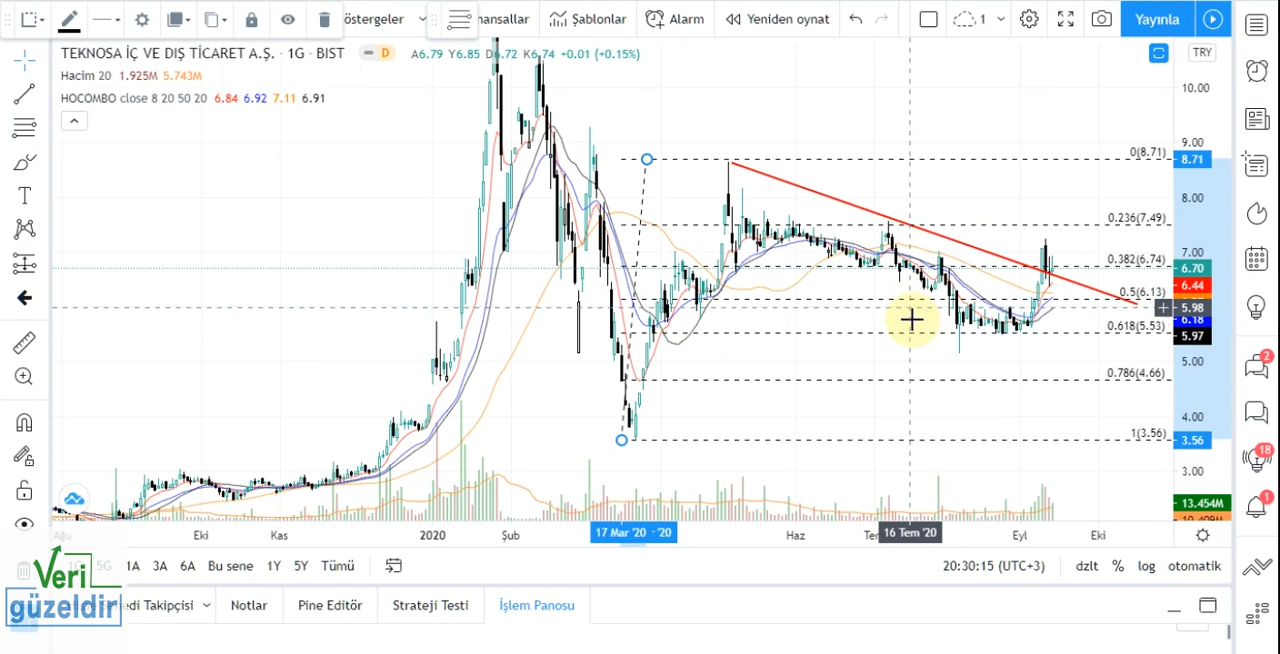 östergeler
nansallar
Şablonlar
Alarm
Yeniden oynat
1
Yayınla
TEKNOSA İÇ VE DIŞ TİCARET A.Ş. · 1G · BIST
D
A6.79 Y6.85 D6.72 K6.74 +0.01 (+0.15%)
TRY
Hacim 20 1.925M 5.743M
HOCOMBO close 8 20 50 20 6.84 6.92 7.11 6.91
10.00
9.00
0(8.71)
8.71
8.00
0.236(7.49)
7.00
0.382(6.74)
6.70
6.44
0.5(6.13)
5.98
6.18
0.618(5.53)
5.97
5.00
0.786(4.66)
4.00
1(3.56)
3.56
3.00
13.454M
2
18
1
Ağu
Eki
Kas
2020
Şub
17 Mar '20
- '20
Haz
Tem
16 Tem '20
Eyl
Eki
5G
1A
3A
6A
Bu sene
1Y
5Y
Tümü
20:30:15 (UTC+3)
dzlt
%
log
otomatik
Veri
güzeldir
edi Takipçisi
Notlar
Pine Editör
Strateji Testi
İşlem Panosu